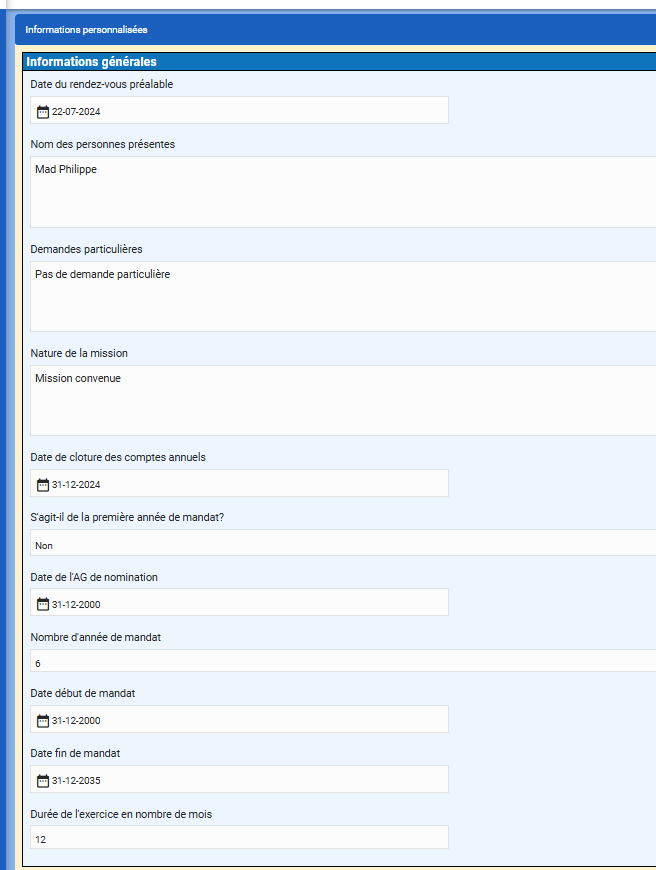 Informations personnalisées
Informations générales
Date du rendez-vous préalable
22-07-2024
Nom des personnes présentes
Mad Philippe
Demandes particulières
Pas de demande particulière
Nature de la mission
Mission convenue
Date de cloture des comptes annuels
31-12-2024
S'agit-il de la première année de mandat?
Non
Date de l'AG de nomination
31-12-2000
Nombre d'année de mandat
6
Date début de mandat
31-12-2000
Date fin de mandat
31-12-2035
Durée de l'exercice en nombre de mois
12